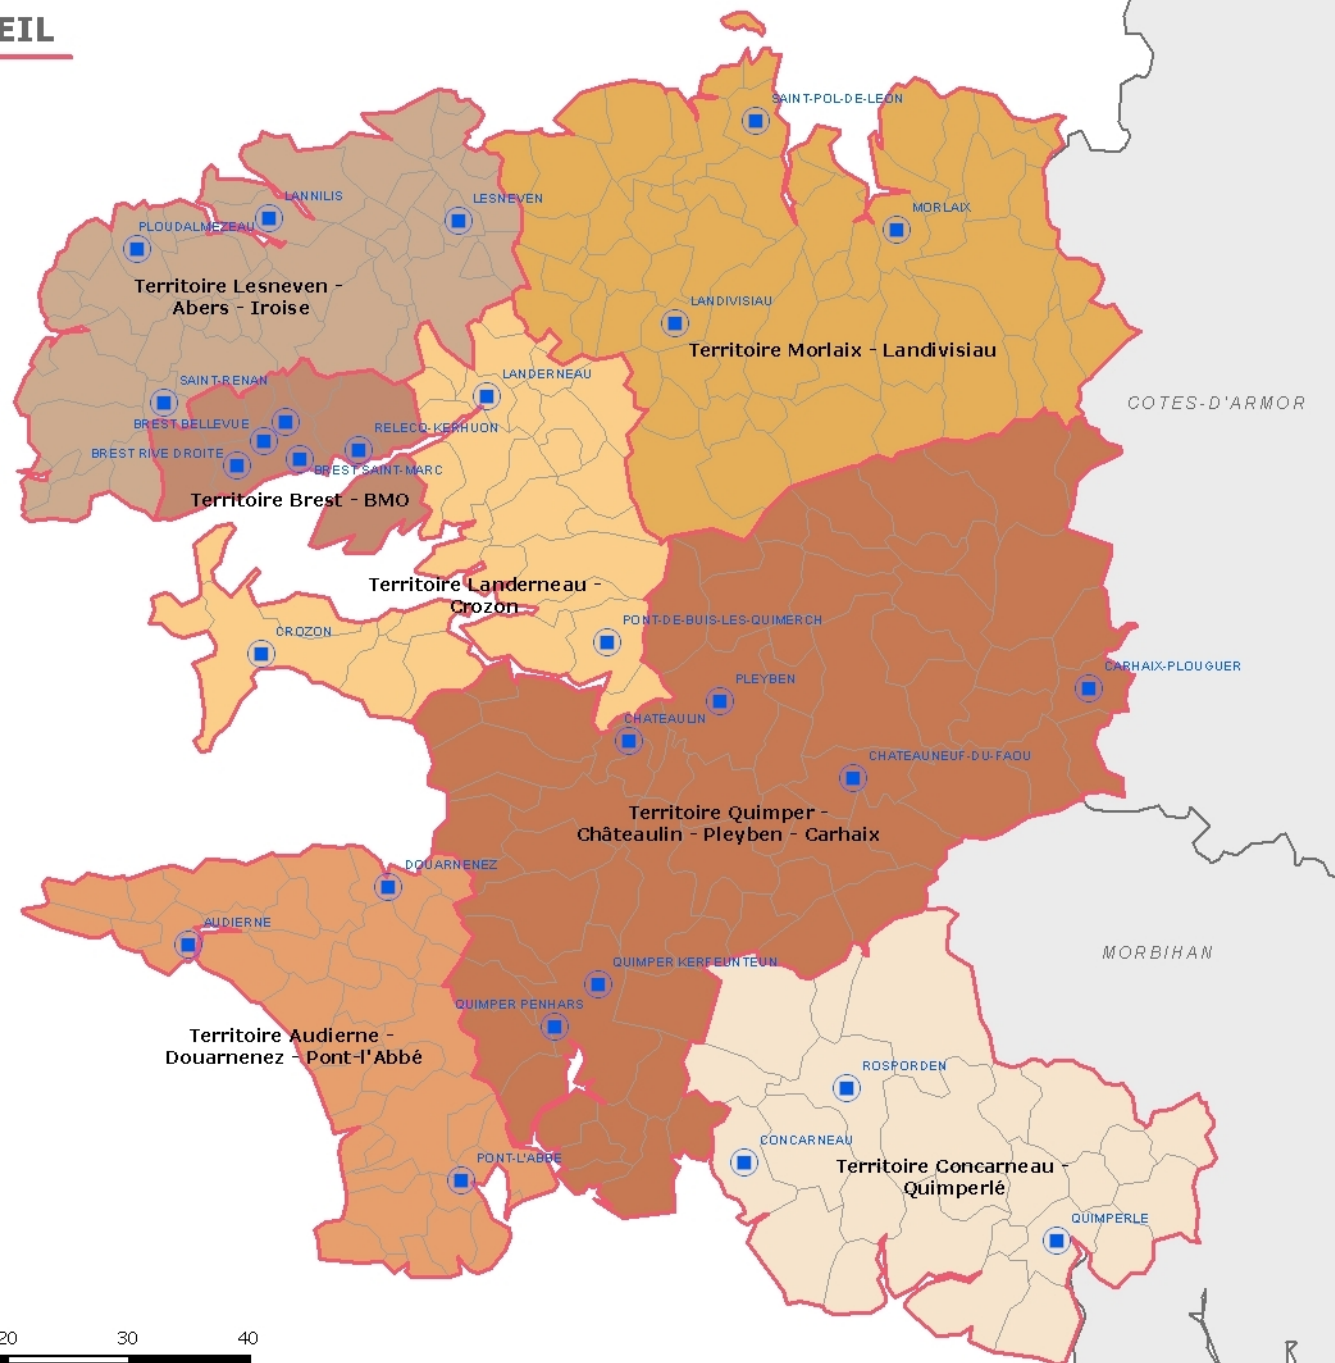 EIL
SAINT-POL-DE-LEON
LANNILIS
LESNEVEN
MORLAIX
PLOUDALMEZEAU
Territoire Lesneven -
Abers - Iroise
LANDIVISIAU
Territoire Morlaix - Landivisiau
LANDERNEAU
SAINT-RENAN
COTES-D'ARMOR
BREST BELLEVUE
RELECQ-KERHUON
BREST RIVE DROITE
BREST SAINT-MARC
Territoire Brest - BMO
Territoire Landerneau -
Crozon
PONT-DE-BUIS-LES-QUIMERCH
CROZON
CARHAIX-PLOUGUER
PLEYBEN
CHATEAULIN
CHATEAUNEUF-DU-FAOU
Territoire Quimper -
Châteaulin - Pleyben - Carhaix
DOUARNENEZ
AUDIERNE
MORBIHAN
QUIMPER KERFEUNTEUN
QUIMPER PENHARS
Territoire Audierne -
Douarnenez - Pont-l'Abbé
ROSPORDEN
CONCARNEAU
PONT-L'ABBE
Territoire Concarneau -
Quimperlé
QUIMPERLE
20 30 40
R